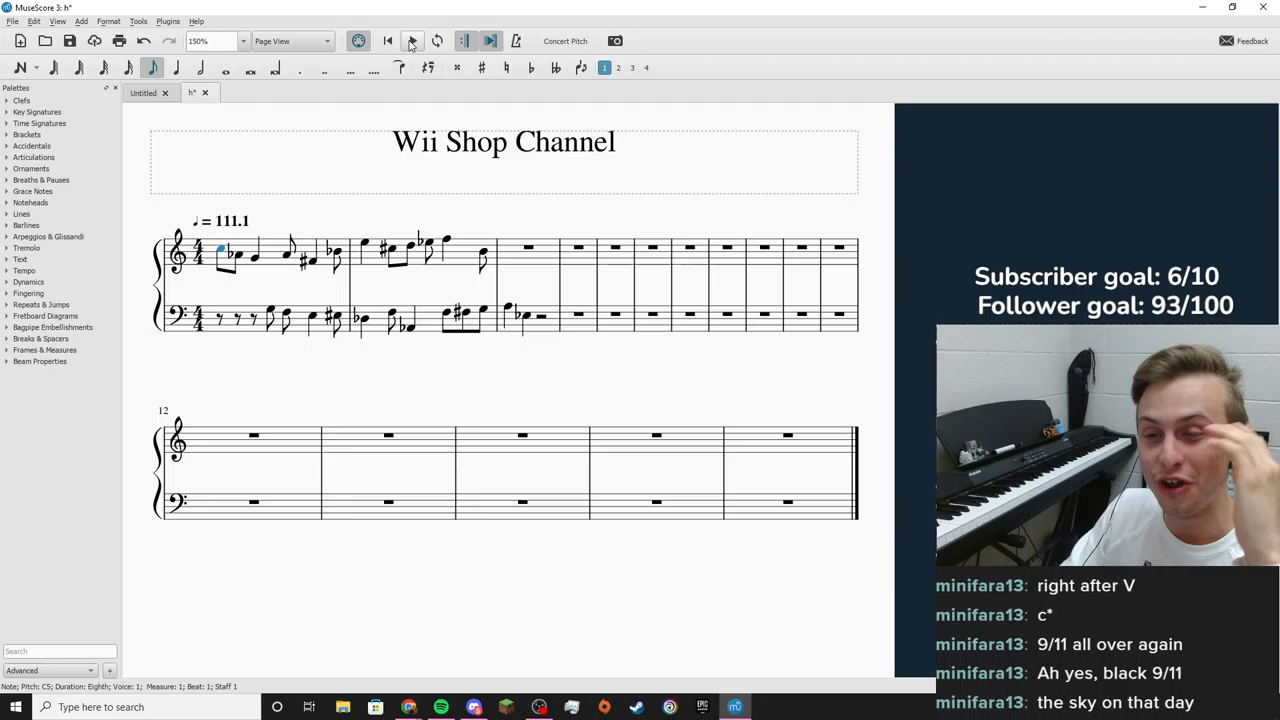 MuseScore 3: h*
File Edit View Add Format Tools Plugins Help
150% Page View Concert Pitch Feedback
1 2 3 4
Palettes
Untitled h*
Clefs
Key Signatures
Time Signatures
Brackets
Accidentals
Articulations
Ornaments
Breaths & Pauses
Grace Notes
Noteheads
Lines
Barlines
Arpeggios & Glissandi
Tremolo
Text
Tempo
Dynamics
Fingering
Repeats & Jumps
Fretboard Diagrams
Bagpipe Embellishments
Breaks & Spacers
Frames & Measures
Beam Properties
Search
Advanced +
Wii Shop Channel
= 111.1
12
Subscriber goal: 6/10
Follower goal: 93/100
minifara13: right after V
minifara13: c*
minifara13: 9/11 all over again
minifara13: Ah yes, black 9/11
minifara13: the sky on that day
Note; Pitch: C5; Duration: Eighth; Voice: 1; Measure: 1; Beat: 1; Staff 1
Type here to search